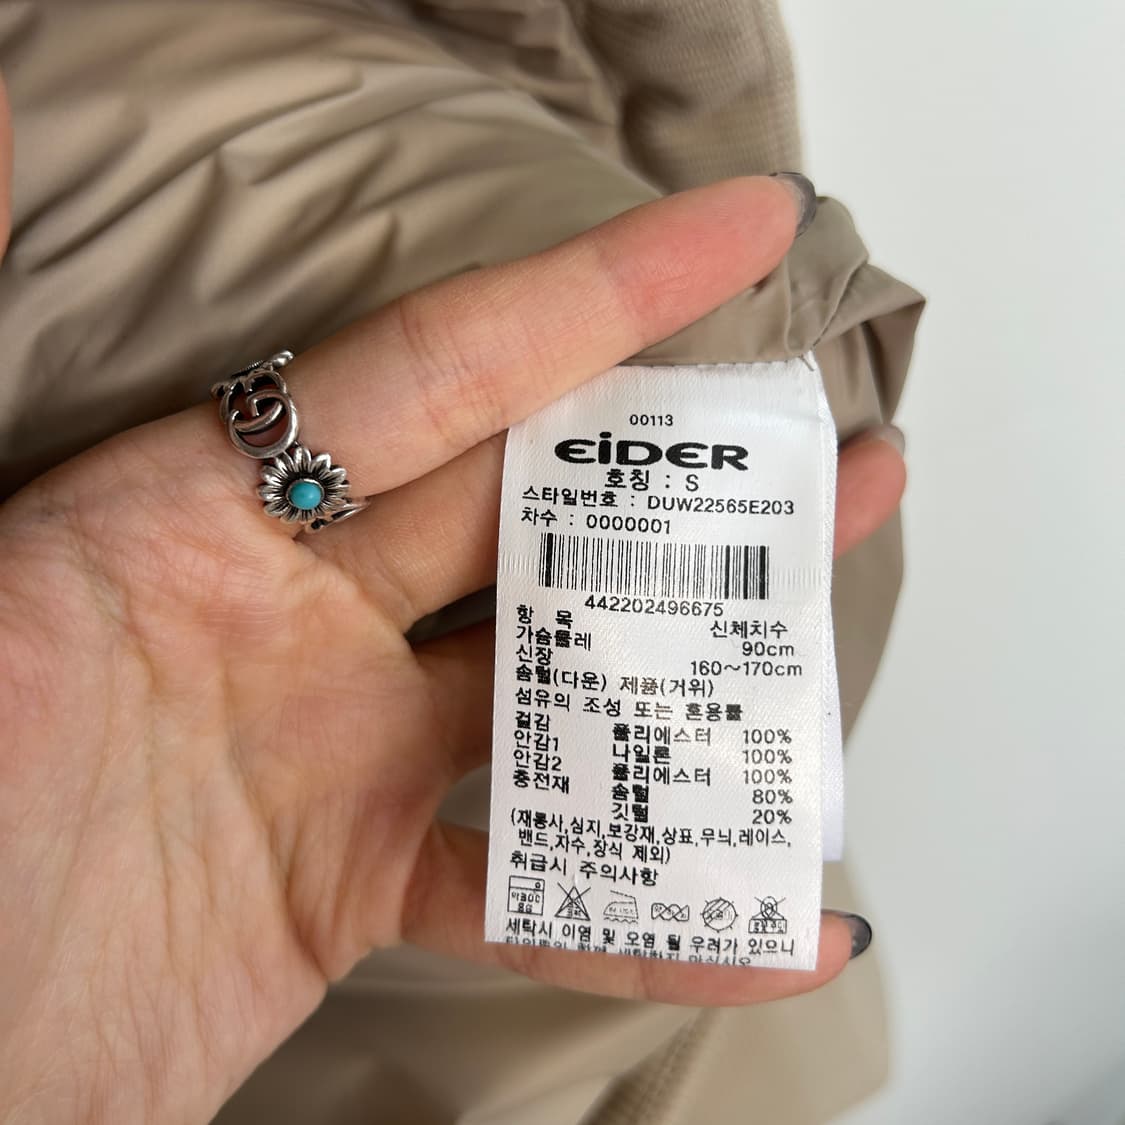 00113
EiDER
호칭 : S
스타일번호 : DUW22565E203
차수 : 0000001
442202496675
항 목 신체치수
가슴둘레 90cm
신장 160~170cm
솜털(다운) 제품(거위)
섬유의 조성 또는 혼용률
겉감 폴리에스터 100%
안감1 나일론 100%
안감2 폴리에스터 100%
충전재 솜털 80%
깃털 20%
(재봉사,심지,보강재,상표,무늬,레이스,
밴드,자수,장식 제외)
취급시 주의사항
세탁시 이염 및 오염 될 우려가 있으니